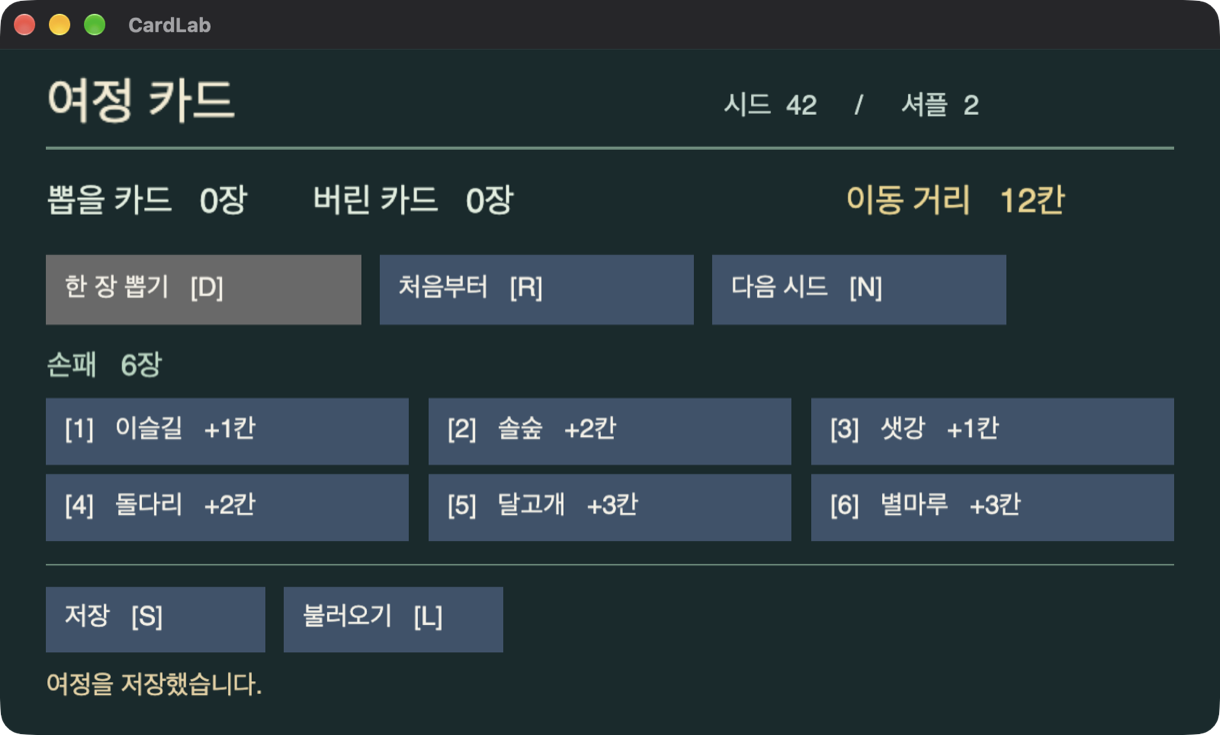 CardLab
여정 카드 시드 42 / 셔플 2
뽑을 카드 0장 버린 카드 0장 이동 거리 12칸
한 장 뽑기 [D] 처음부터 [R] 다음 시드 [N]
손패 6장
[1] 이슬길 +1칸 [2] 솔숲 +2칸 [3] 샛강 +1칸
[4] 돌다리 +2칸 [5] 달고개 +3칸 [6] 별마루 +3칸
저장 [S] 불러오기 [L]
여정을 저장했습니다.